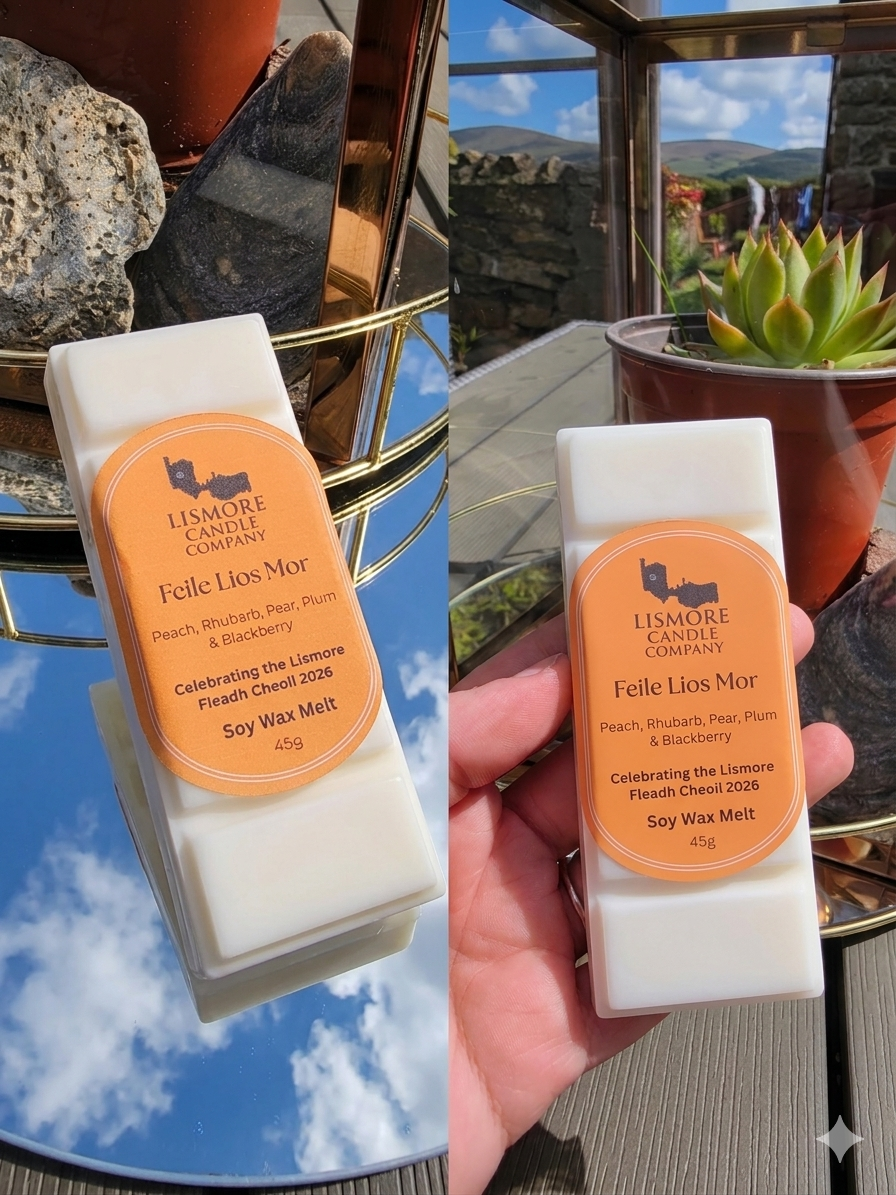 LISMORE
CANDLE
COMPANY
Feile Lios Mor
Peach, Rhubarb, Pear, Plum
& Blackberry
Celebrating the Lismore
Fleadh Cheoil 2026
Soy Wax Melt
45g
LISMORE
CANDLE
COMPANY
Feile Lios Mor
Peach, Rhubarb, Pear, Plum
& Blackberry
Celebrating the Lismore
Fleadh Cheoil 2026
Soy Wax Melt
45g